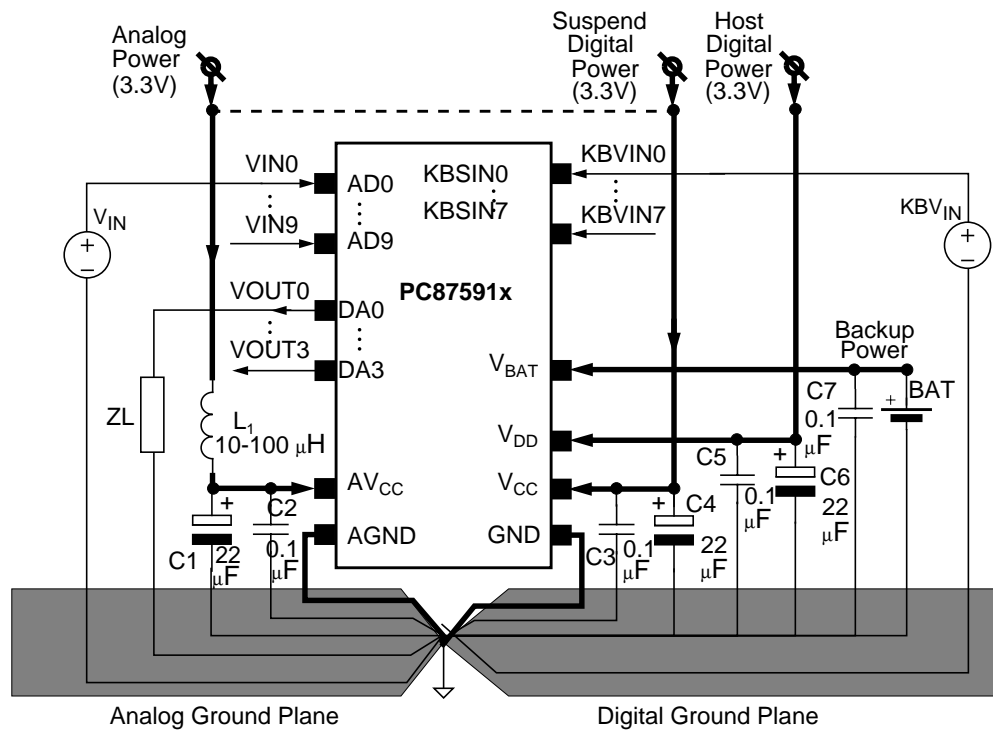 Analog
Power
(3.3V)
Suspend
Digital
Power
(3.3V)
Host
Digital
Power
(3.3V)
VIN0
AD0
KBSIN0
KBVIN0
VIN9
AD9
KBSIN7
KBVIN7
VIN
+
−
KBVIN
+
−
PC87591x
VOUT0
DA0
VOUT3
DA3
VBAT
Backup
Power
BAT
+
ZL
L1
10-100 μH
C7
0.1
μF
VDD
C5
0.1
μF
+
C6
22
μF
AVCC
VCC
+
C1
22
μF
C2
0.1
μF
AGND
GND
C3
0.1
μF
+
C4
22
μF
Analog Ground Plane
Digital Ground Plane